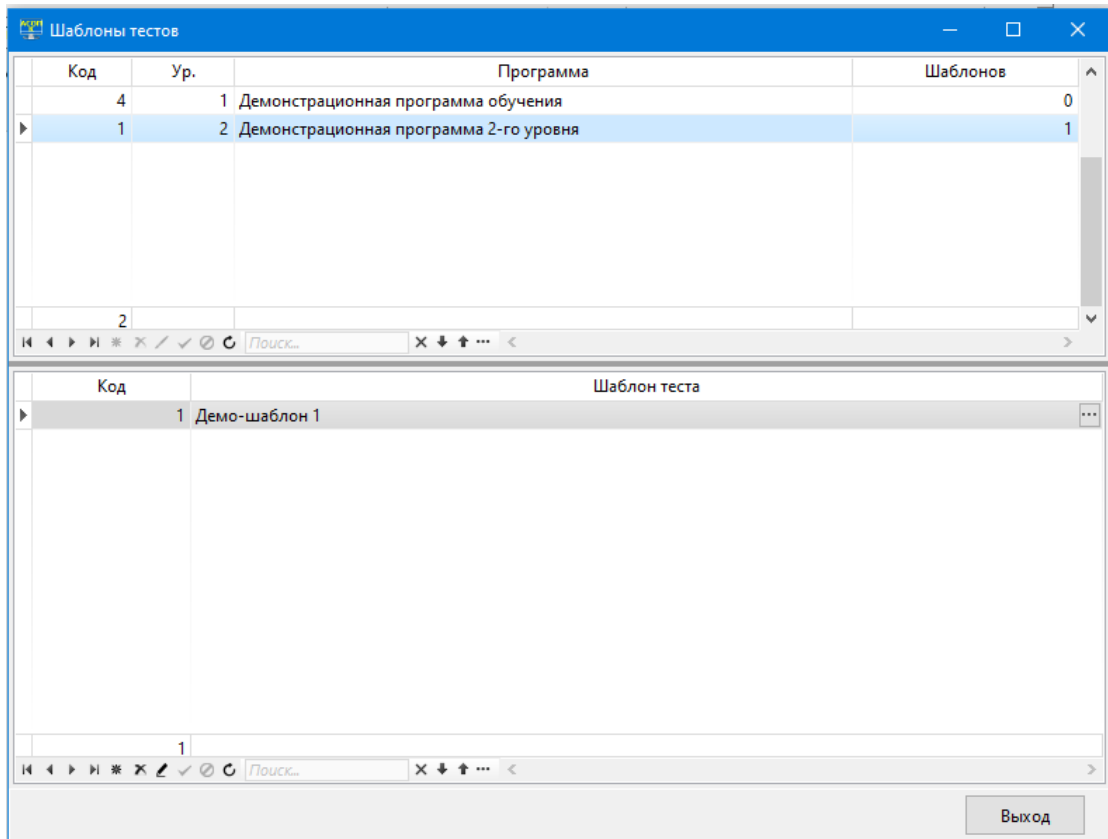 Шаблоны тестов
Код Ур. Программа Шаблонов
4 1 Демонстрационная программа обучения 0
1 2 Демонстрационная программа 2-го уровня 1
2
Поиск...
Код Шаблон теста
1 Демо-шаблон 1
1
Поиск...
Выход